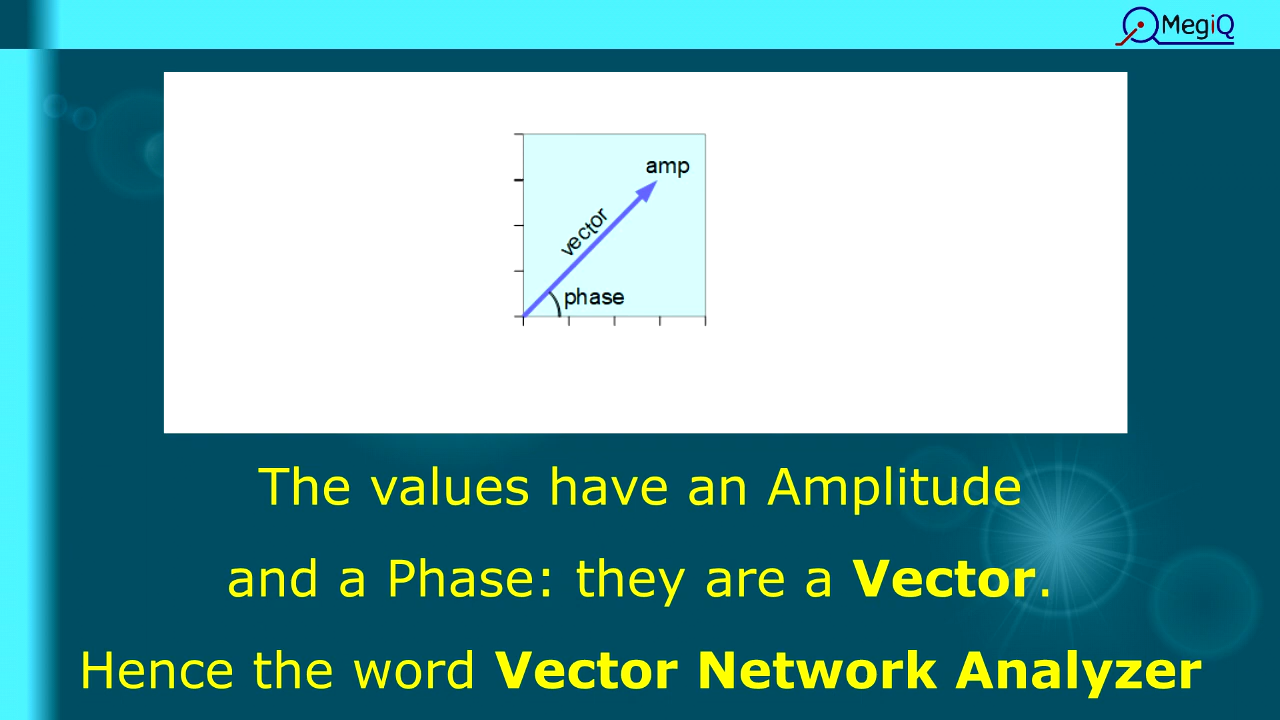 MegiQ
amp
vector
phase
The values have an Amplitude
and a Phase: they are a Vector.
Hence the word Vector Network Analyzer